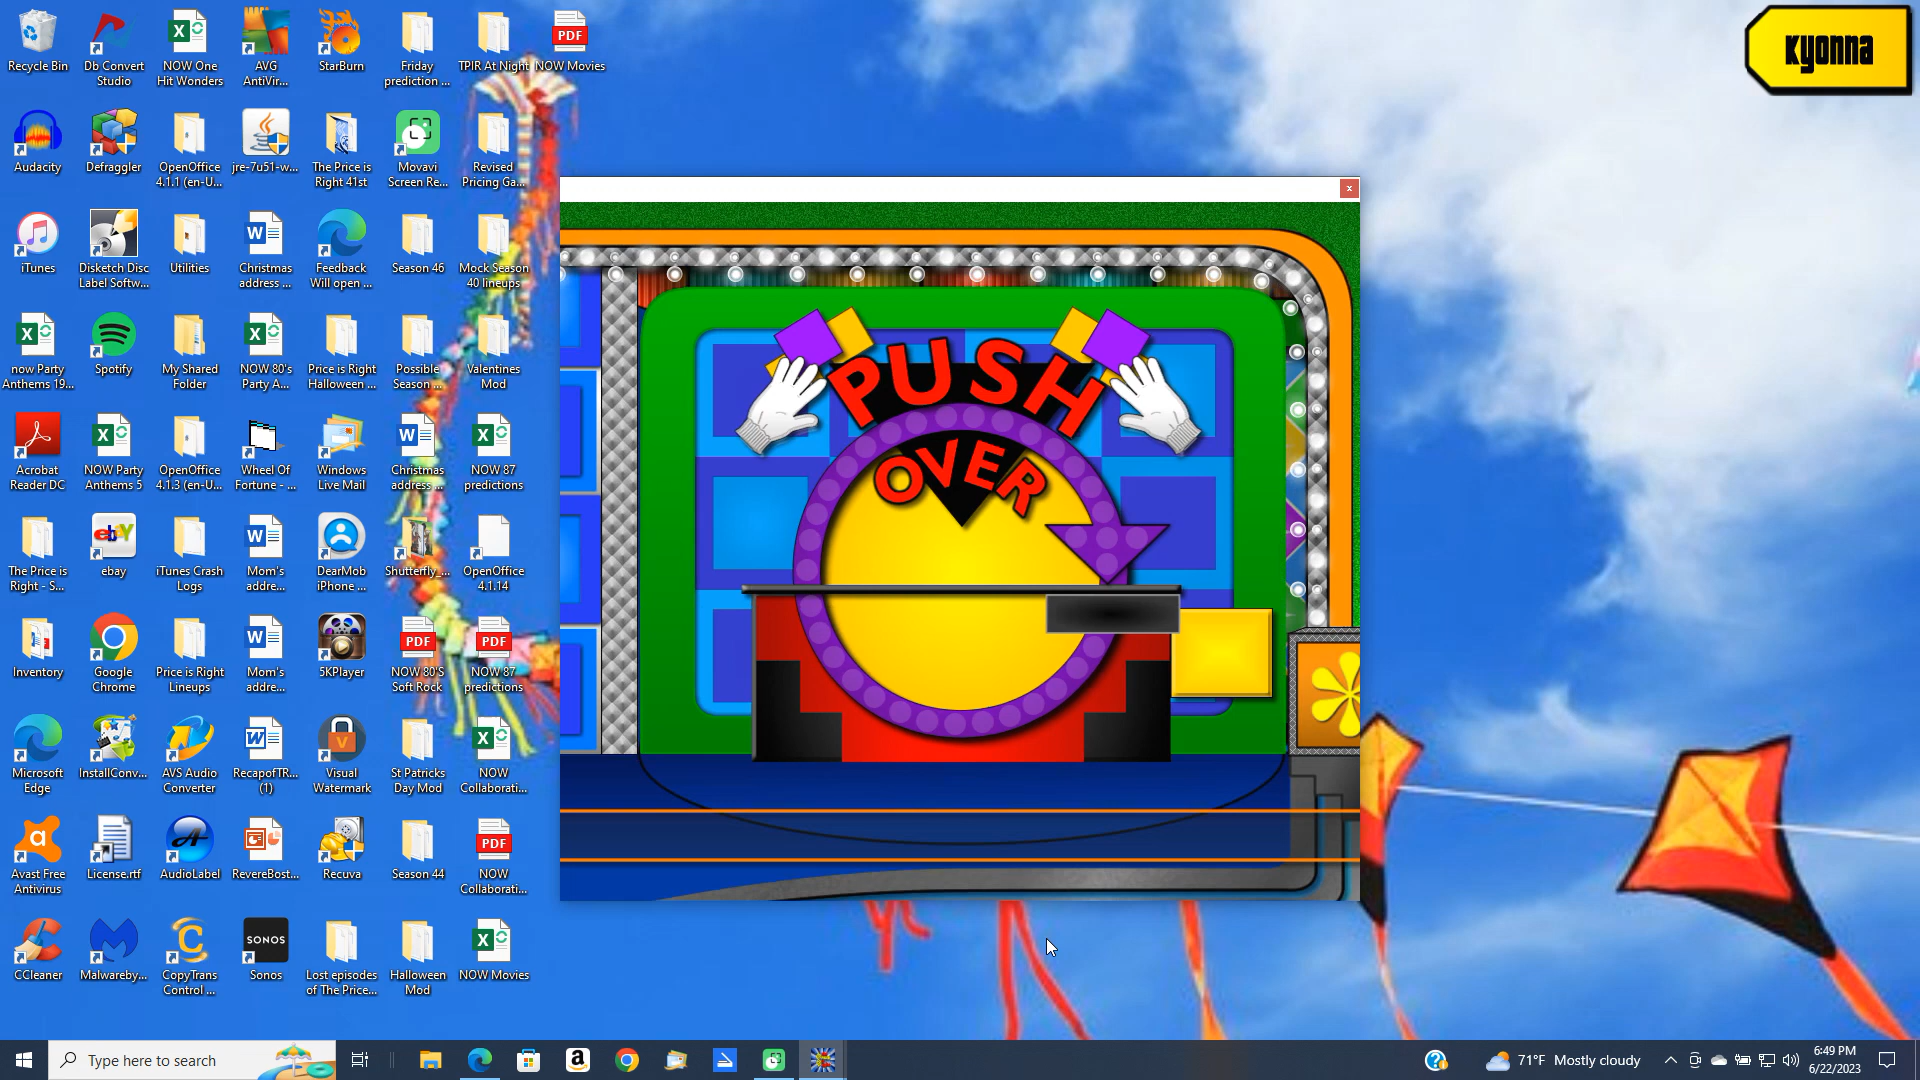 Recycle Bin
Db Convert
Studio
NOW One
Hit Wonders
AVG
AntiVir...
StarBurn
Friday
prediction ...
TPIR At Night
PDF
NOW Movies
Kyonna
Audacity
Defraggler
OpenOffice
4.1.1 (en-U...
jre-7u51-w...
The Price is
Right 41st
Movavi
Screen Re...
Revised
Pricing Ga...
iTunes
Disketch Disc
Label Softw...
Utilities
Christmas
address ...
Feedback
Will open ...
Season 46
Mock Season
40 lineups
now Party
Anthems 19...
Spotify
My Shared
Folder
NOW 80's
Party A...
Price is Right
Halloween ...
Possible
Season ...
Valentines
Mod
Acrobat
Reader DC
NOW Party
Anthems 5
OpenOffice
4.1.3 (en-U...
Wheel Of
Fortune - ...
Windows
Live Mail
Christmas
address ...
NOW 87
predictions
The Price is
Right - S...
ebay
ebay
iTunes Crash
Logs
Mom's
addre...
DearMob
iPhone ...
Shutterfly_...
OpenOffice
4.1.14
Inventory
Google
Chrome
Price is Right
Lineups
Mom's
addre...
5KPlayer
PDF
NOW 80'S
Soft Rock
PDF
NOW 87
predictions
Microsoft
Edge
InstallConv...
AVS Audio
Converter
RecapofTR...
(1)
Visual
Watermark
St Patricks
Day Mod
NOW
Collaborati...
Avast Free
Antivirus
License.rtf
AudioLabel
RevereBost...
Recuva
Season 44
PDF
NOW
Collaborati...
CCleaner
Malwareby...
CopyTrans
Control ...
SONOS
Sonos
Lost episodes
of The Price...
Halloween
Mod
NOW Movies
PUSH
OVER
Type here to search
71°F Mostly cloudy
6:49 PM
6/22/2023